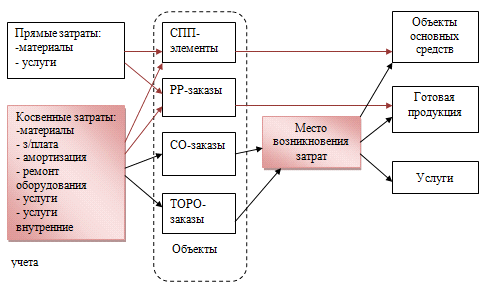 Прямые затраты:
-материалы
- услуги
Косвенные затраты:
-материалы
- з/плата
- амортизация
- ремонт
оборудования
- услуги
- услуги
внутренние
учета
СПП-
элементы
РР-заказы
СО-заказы
ТОРО-
заказы
Объекты
Место
возникновения
затрат
Объекты
основных
средств
Готовая
продукция
Услуги